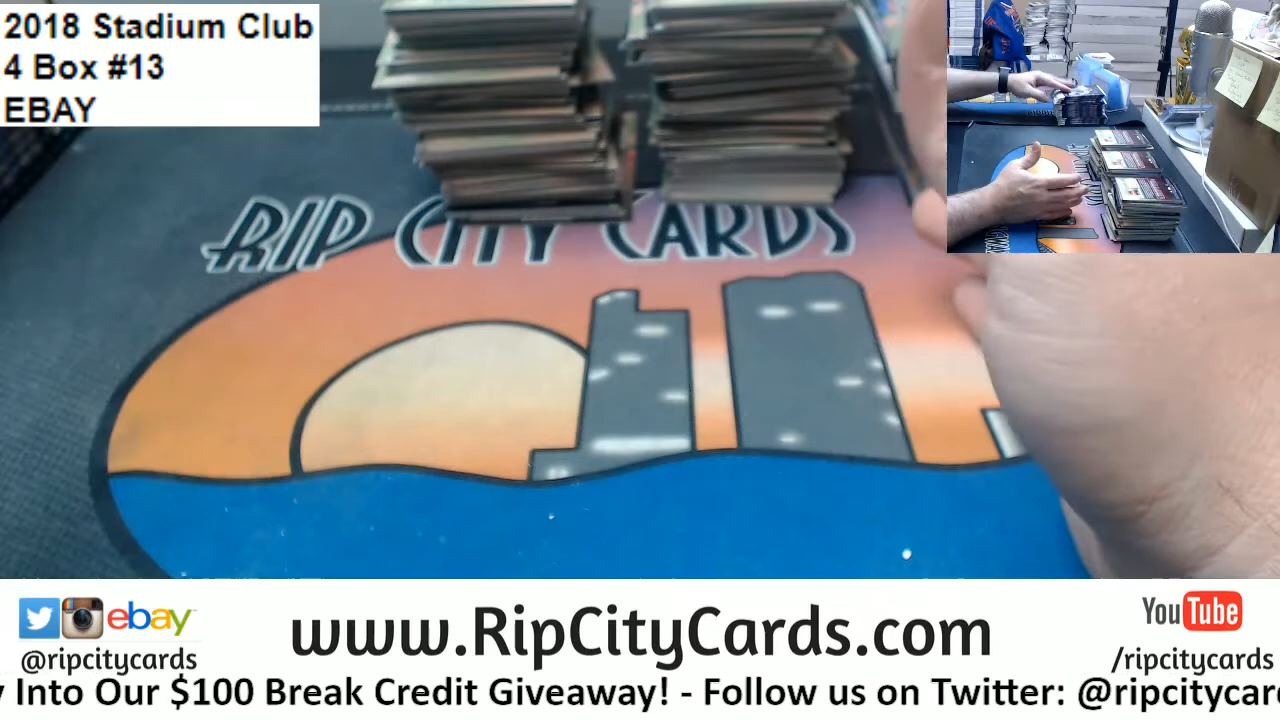 2018 Stadium Club
4 Box #13
EBAY
RIP CITY CARDS
ebay
@ripcitycards
www.RipCityCards.com
YouTube
/ripcitycards
Into Our $100 Break Credit Giveaway! - Follow us on Twitter: @ripcitycar